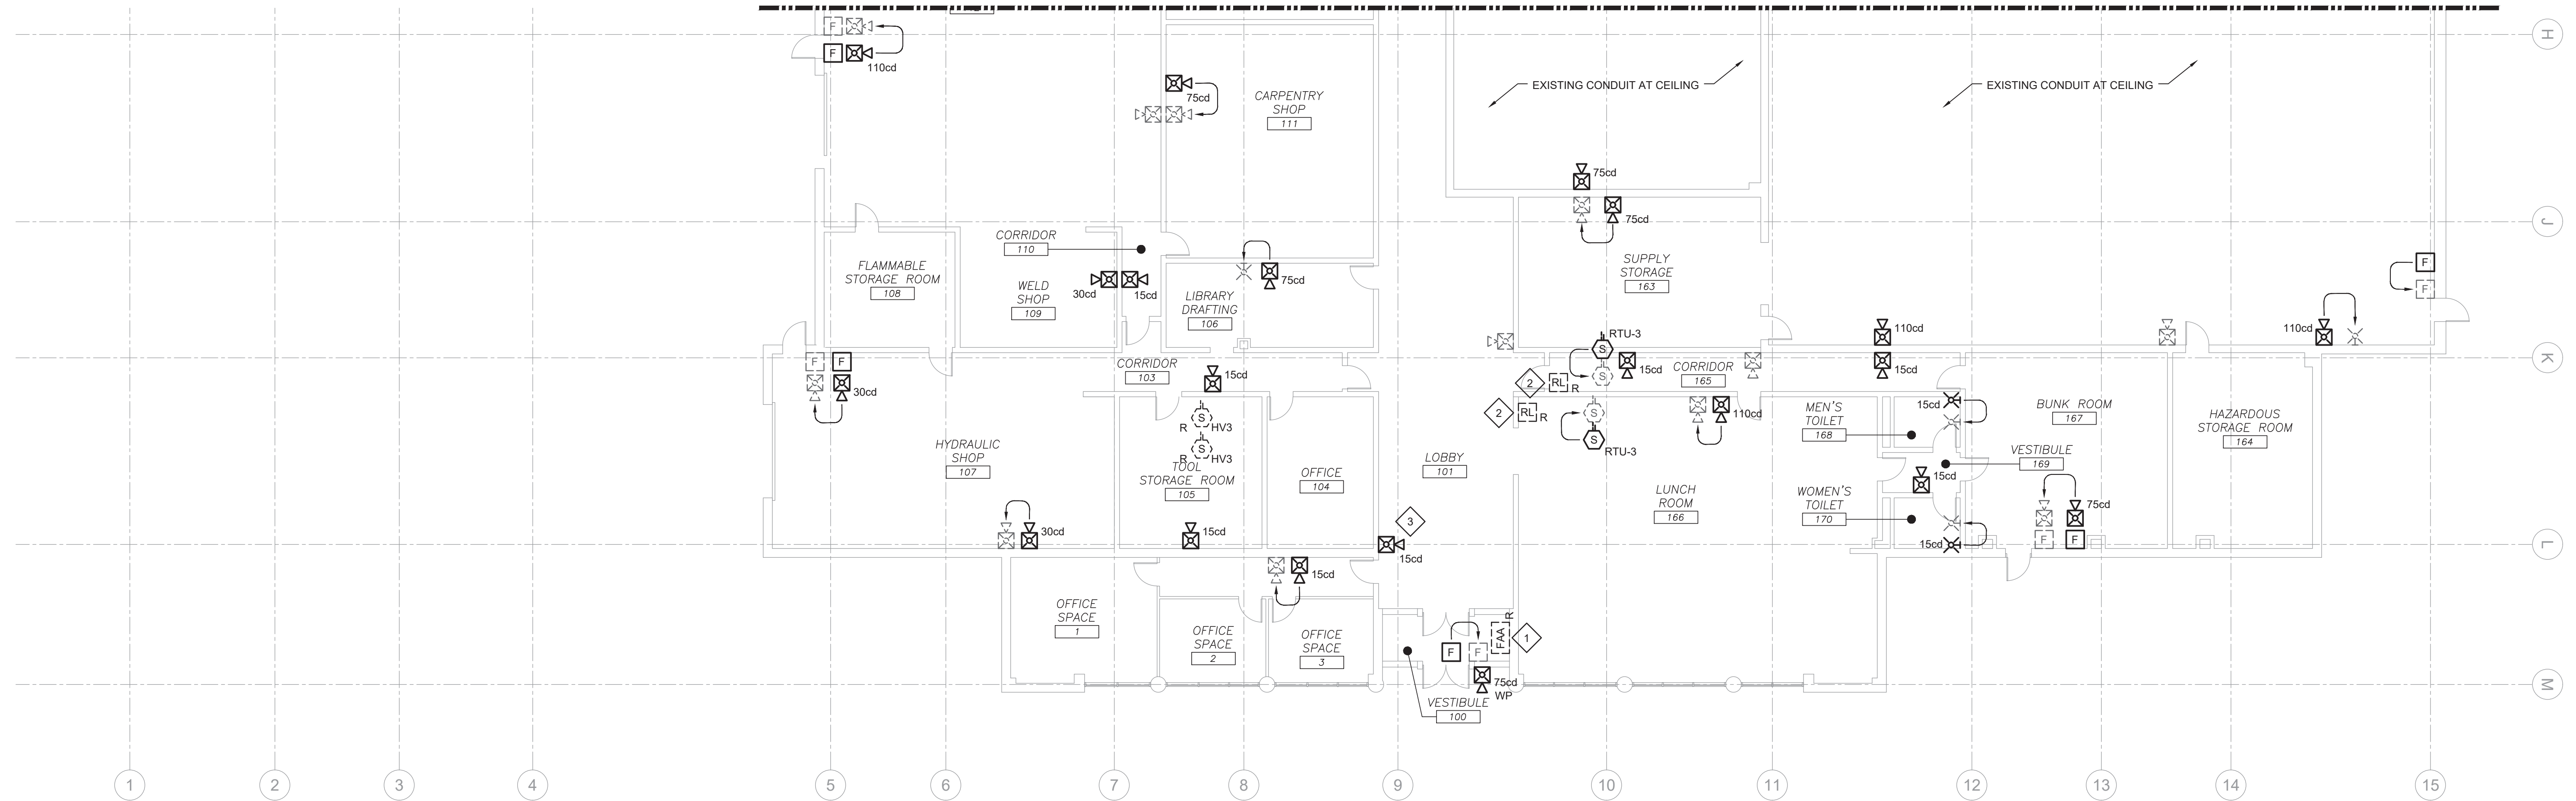 F
F
110cd
H
75cd
CARPENTRY
SHOP
111
EXISTING CONDUIT AT CEILING
EXISTING CONDUIT AT CEILING
75cd
75cd
J
CORRIDOR
110
FLAMMABLE
STORAGE ROOM
108
WELD
SHOP
109
30cd
15cd
LIBRARY
DRAFTING
106
75cd
SUPPLY
STORAGE
163
F
F
RTU-3
S
S
110cd
110cd
K
F
F
30cd
CORRIDOR
103
15cd
15cd
CORRIDOR
165
15cd
2
RL
R
2
RL
R
S
S
RTU-3
110cd
MEN'S
TOILET
168
15cd
BUNK ROOM
167
HAZARDOUS
STORAGE ROOM
164
S
R
HV3
S
R
HV3
HYDRAULIC
SHOP
107
TOOL
STORAGE ROOM
105
OFFICE
104
LOBBY
101
LUNCH
ROOM
166
VESTIBULE
169
15cd
WOMEN'S
TOILET
170
75cd
F
F
15cd
30cd
15cd
3
15cd
L
15cd
OFFICE
SPACE
1
OFFICE
SPACE
2
OFFICE
SPACE
3
F
F
FAA
R
1
75cd
WP
VESTIBULE
100
M
1
2
3
4
5
6
7
8
9
10
11
12
13
14
15